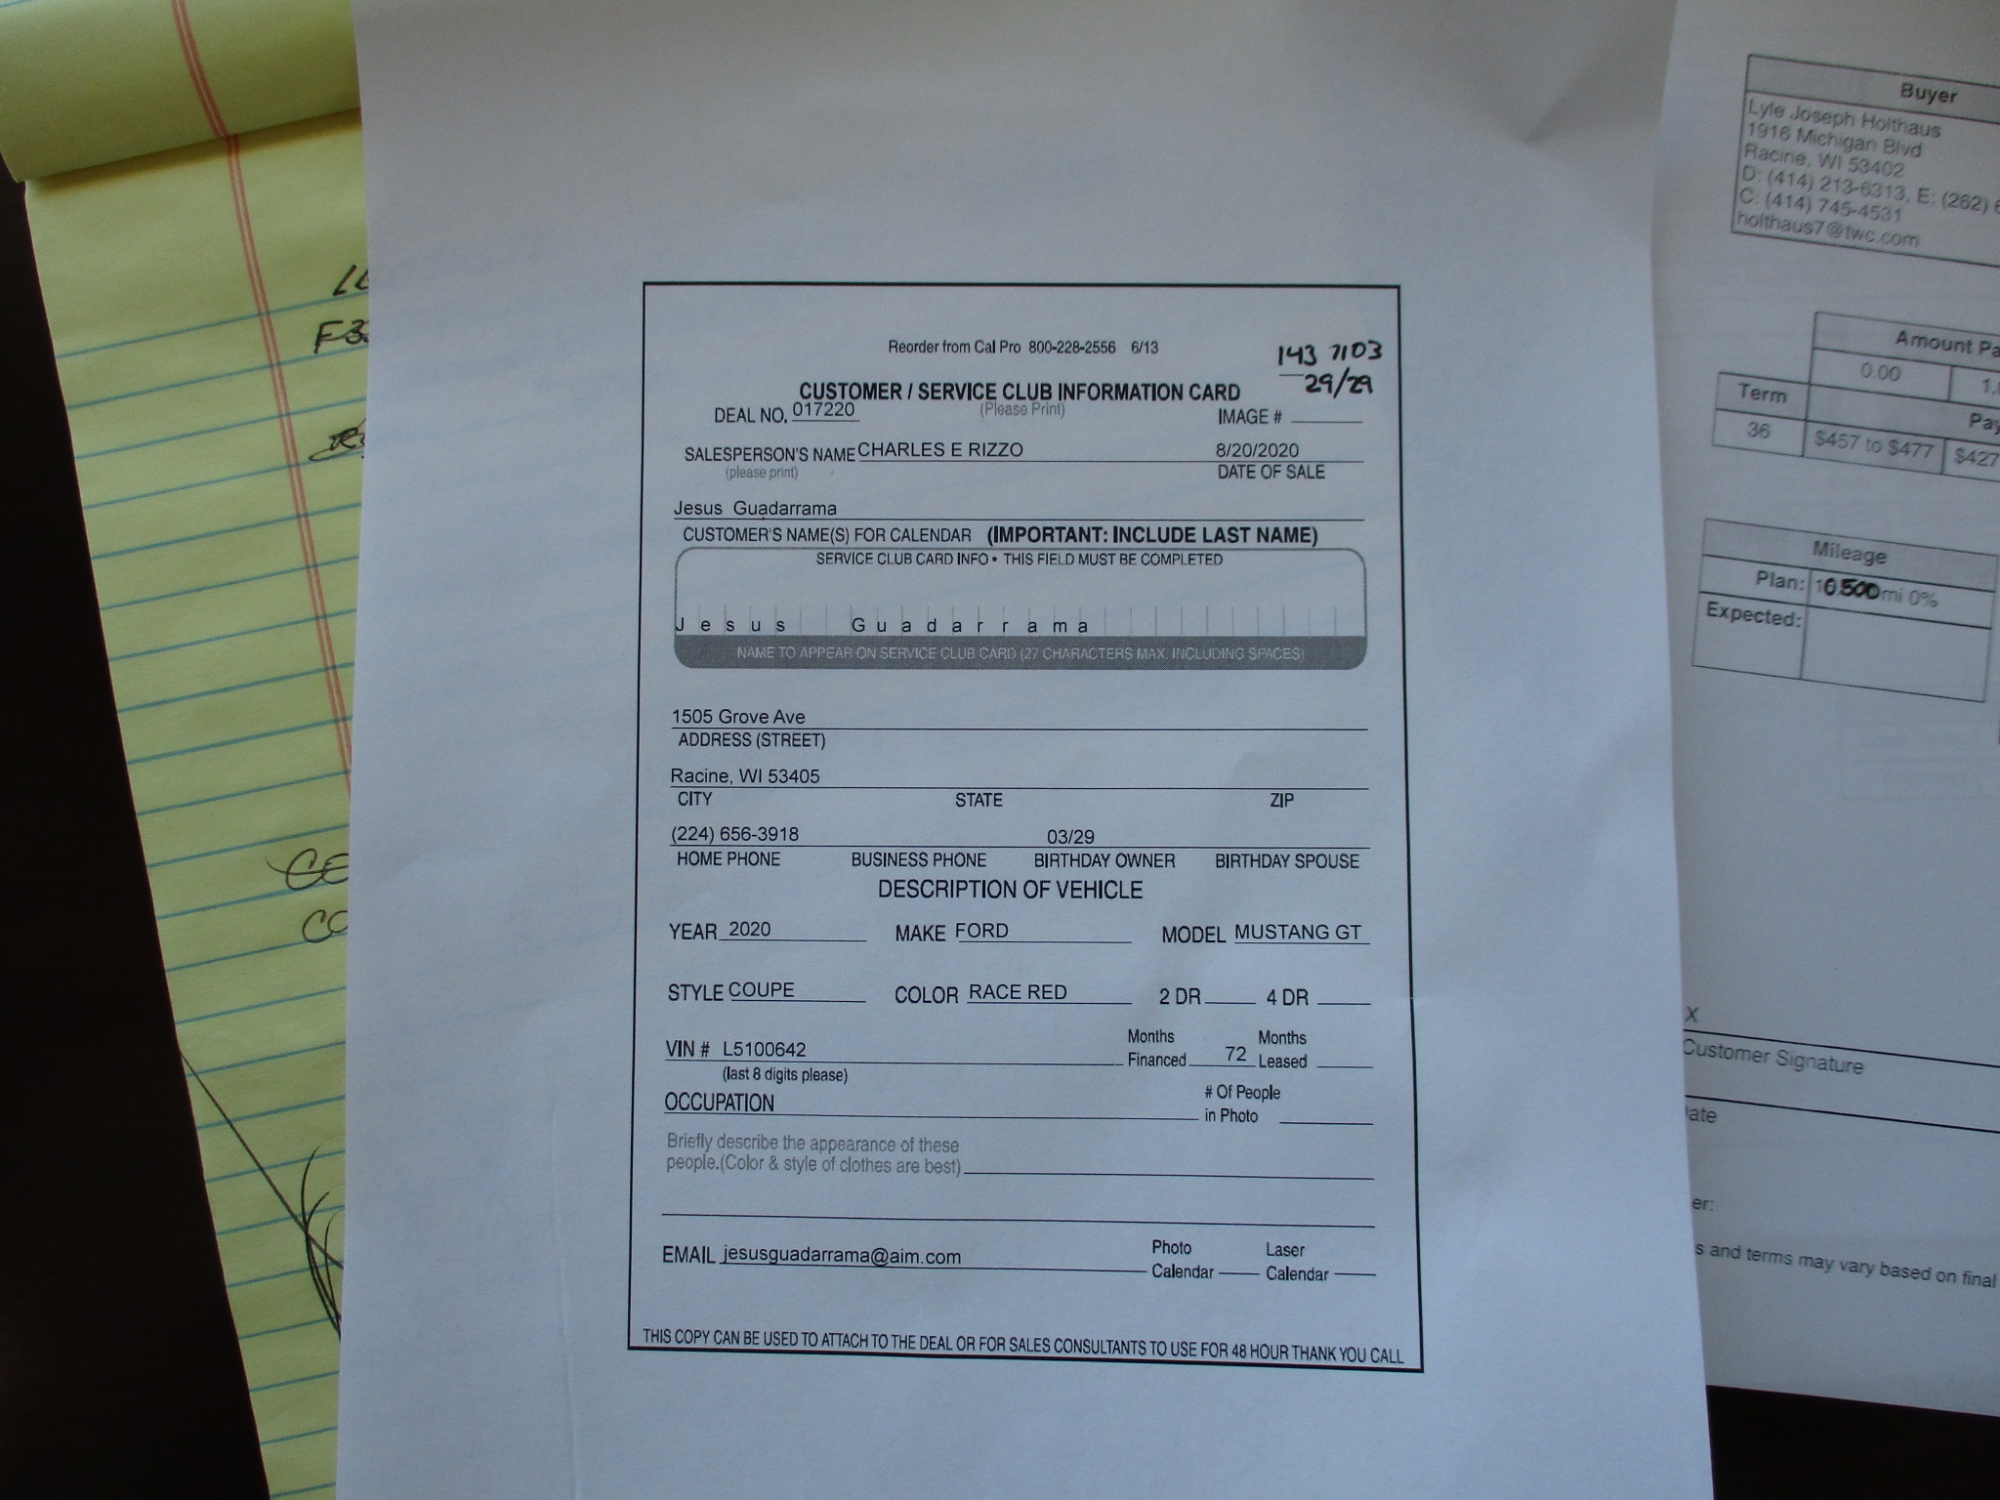 Reorder from Cal Pro 800-228-2556 6/13
143 7103
29/29
CUSTOMER / SERVICE CLUB INFORMATION CARD
(Please Print)
DEAL NO. 017220 IMAGE #
SALESPERSON'S NAME CHARLES E RIZZO 8/20/2020
(please print) DATE OF SALE
Jesus Guadarrama
CUSTOMER'S NAME(S) FOR CALENDAR (IMPORTANT: INCLUDE LAST NAME)
SERVICE CLUB CARD INFO • THIS FIELD MUST BE COMPLETED
Jesus Guadarrama
NAME TO APPEAR ON SERVICE CLUB CARD (27 CHARACTERS MAX. INCLUDING SPACES)
1505 Grove Ave
ADDRESS (STREET)
Racine, WI 53405
CITY STATE ZIP
(224) 656-3918 03/29
HOME PHONE BUSINESS PHONE BIRTHDAY OWNER BIRTHDAY SPOUSE
DESCRIPTION OF VEHICLE
YEAR 2020 MAKE FORD MODEL MUSTANG GT
STYLE COUPE COLOR RACE RED 2 DR 4 DR
VIN # L5100642 Months Financed 72 Months Leased
(last 8 digits please)
OCCUPATION # Of People in Photo
Briefly describe the appearance of these
people.(Color & style of clothes are best)
EMAIL jesusguadarrama@aim.com Photo Calendar Laser Calendar
THIS COPY CAN BE USED TO ATTACH TO THE DEAL OR FOR SALES CONSULTANTS TO USE FOR 48 HOUR THANK YOU CALL
Buyer
Lyle Joseph Holthaus
1916 Michigan Blvd
Racine, WI 53402
D: (414) 213-6313, E: (262) 6
C: (414) 745-4531
holthaus7@twc.com
Amount Pa
0.00 1,
Term Pay
36 $457 to $477 $427
Mileage
Plan: 10500 mi 0%
Expected:
X
Customer Signature
ate
er:
s and terms may vary based on final